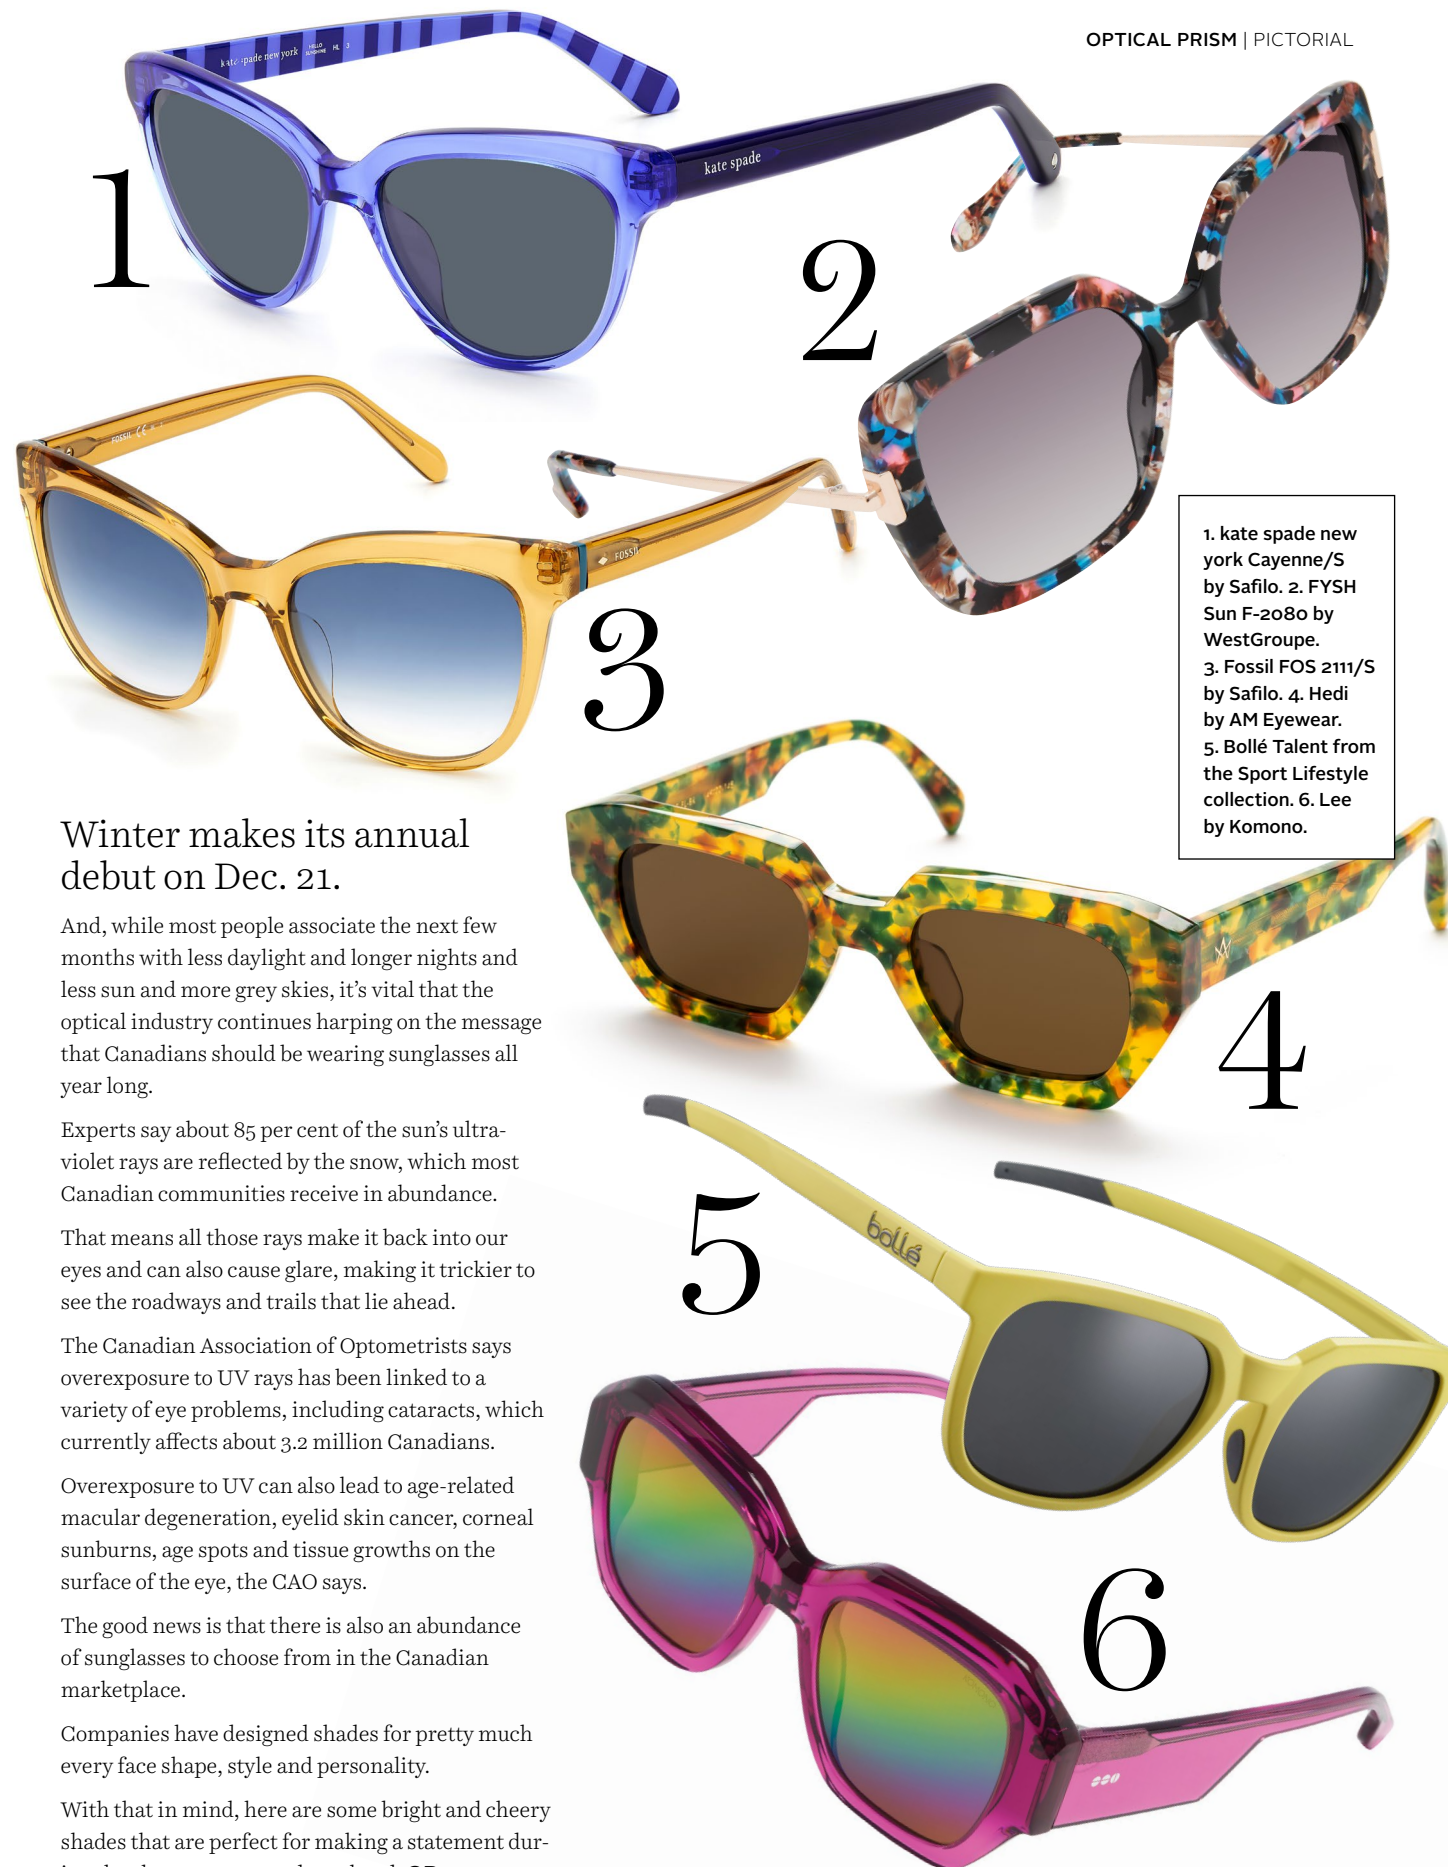 OPTICAL PRISM | PICTORIAL
kate spade new york
HELLO
SUNSHINE
HL 3
kate spade
1
2
FOSSIL CE
FOSSIL
3
1. kate spade new
york Cayenne/S
by Safilo. 2. FYSH
Sun F-2080 by
WestGroupe.
3. Fossil FOS 2111/S
by Safilo. 4. Hedi
by AM Eyewear.
5. Bollé Talent from
the Sport Lifestyle
collection. 6. Lee
by Komono.
Winter makes its annual
debut on Dec. 21.
And, while most people associate the next few
months with less daylight and longer nights and
less sun and more grey skies, it’s vital that the
optical industry continues harping on the message
that Canadians should be wearing sunglasses all
year long.
Experts say about 85 per cent of the sun’s ultra-
violet rays are reflected by the snow, which most
Canadian communities receive in abundance.
That means all those rays make it back into our
eyes and can also cause glare, making it trickier to
see the roadways and trails that lie ahead.
The Canadian Association of Optometrists says
overexposure to UV rays has been linked to a
variety of eye problems, including cataracts, which
currently affects about 3.2 million Canadians.
Overexposure to UV can also lead to age-related
macular degeneration, eyelid skin cancer, corneal
sunburns, age spots and tissue growths on the
surface of the eye, the CAO says.
The good news is that there is also an abundance
of sunglasses to choose from in the Canadian
marketplace.
Companies have designed shades for pretty much
every face shape, style and personality.
With that in mind, here are some bright and cheery
shades that are perfect for making a statement dur-
4
bollé
5
6